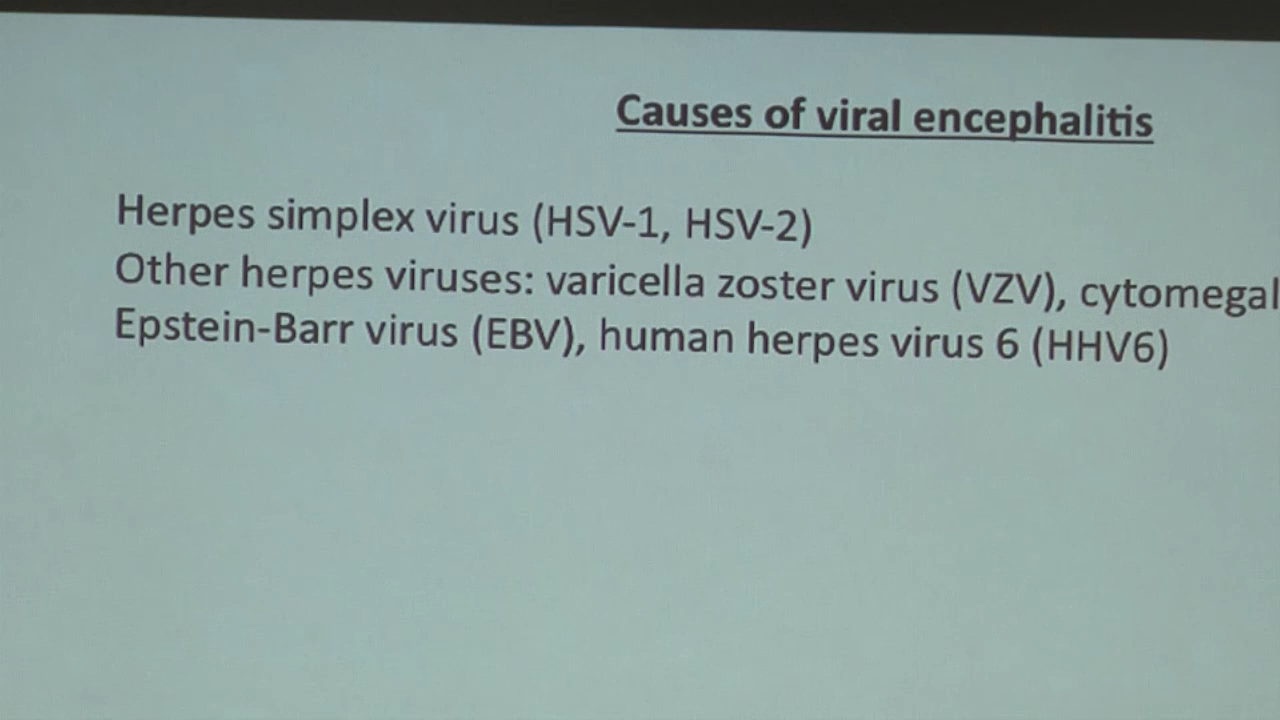 Causes of viral encephalitis
Herpes simplex virus (HSV-1, HSV-2)
Other herpes viruses: varicella zoster virus (VZV), cytomegal
Epstein-Barr virus (EBV), human herpes virus 6 (HHV6)